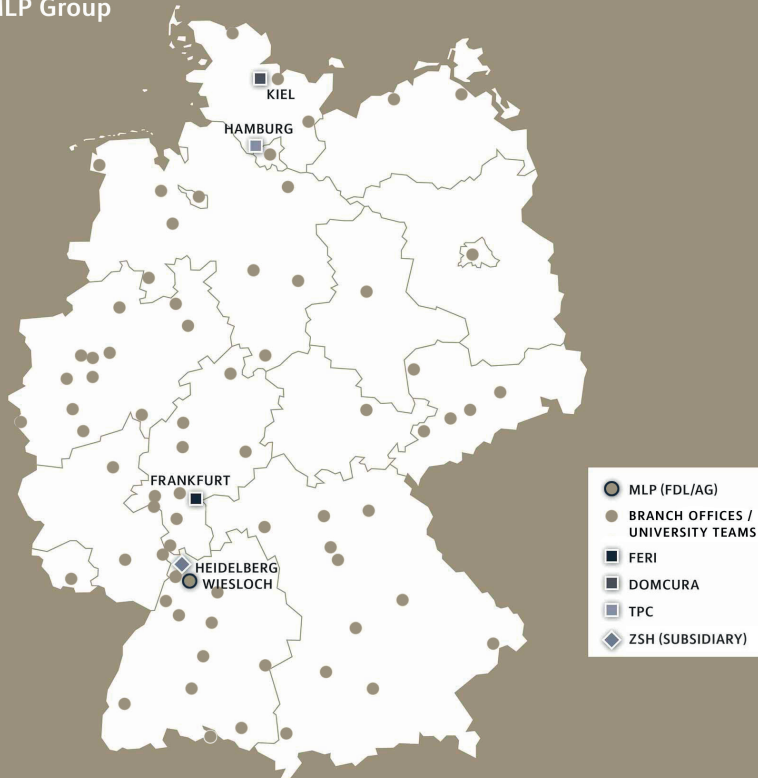 MLP Group
KIEL
HAMBURG
FRANKFURT
HEIDELBERG
WIESLOCH
MLP (FDL/AG)
BRANCH OFFICES /
UNIVERSITY TEAMS
FERI
DOMCURA
TPC
ZSH (SUBSIDIARY)